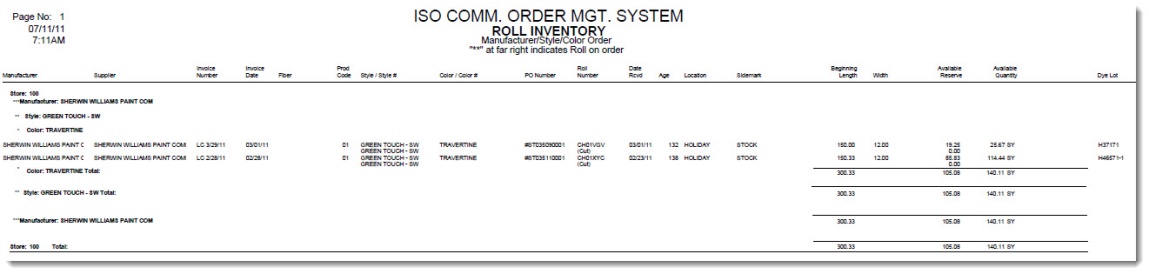 Page No: 1
07/11/11
7:11AM
ISO COMM. ORDER MGT. SYSTEM
ROLL INVENTORY
Manufacturer/Style/Color Order
"**" at far right indicates Roll on order
Manufacturer Supplier Invoice Number Invoice Date Fiber Prod Code Style / Style # Color / Color # PO Number Roll Number Date Rcvd Age Location Sidemark Beginning Length Width Available Reserve Available Quantity Dye Lot
Store: 100
***Manufacturer: SHERWIN WILLIAMS PAINT COM
** Style: GREEN TOUCH - SW
* Color: TRAVERTINE
SHERWIN WILLIAMS PAINT C SHERWIN WILLIAMS PAINT COM LC 3/29/11 03/01/11 01 GREEN TOUCH - SW TRAVERTINE #ST035090001 CH01VGV 03/01/11 132 HOLIDAY STOCK 150.00 12.00 19.25 25.67 SY H37171
GREEN TOUCH - SW (Cut) 0.00
SHERWIN WILLIAMS PAINT C SHERWIN WILLIAMS PAINT COM LC 2/28/11 02/28/11 01 GREEN TOUCH - SW TRAVERTINE #ST035110001 CH01XYC 02/23/11 138 HOLIDAY STOCK 150.33 12.00 85.83 114.44 SY H46571-1
GREEN TOUCH - SW (Cut) 0.00
* Color: TRAVERTINE Total: 300.33 105.08 140.11 SY
** Style: GREEN TOUCH - SW Total: 300.33 105.08 140.11 SY
***Manufacturer: SHERWIN WILLIAMS PAINT COM 300.33 105.08 140.11 SY
Store: 100 Total: 300.33 105.08 140.11 SY